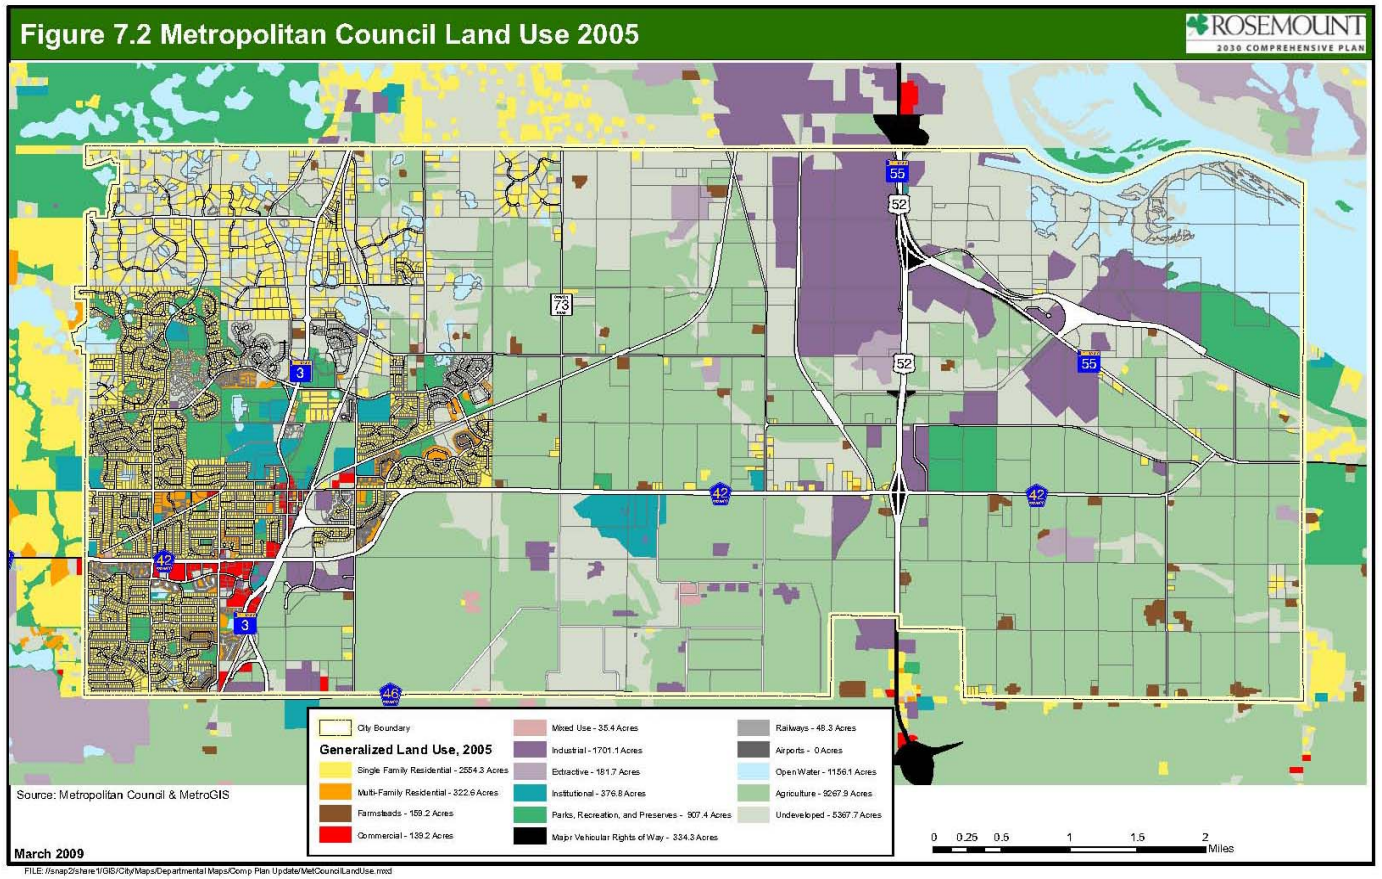 Figure 7.2 Metropolitan Council Land Use 2005
ROSEMOUNT
2030 COMPREHENSIVE PLAN
55
52
73
3
52
55
42
42
42
3
46
City Boundary
Generalized Land Use, 2005
Single Family Residential - 2554.3 Acres
Multi-Family Residential - 322.6 Acres
Farmsteads - 159.2 Acres
Commercial - 139.2 Acres
Mixed Use - 35.4 Acres
Industrial - 1701.1 Acres
Extractive - 181.7 Acres
Institutional - 376.8 Acres
Parks, Recreation, and Preserves - 907.4 Acres
Major Vehicular Rights of Way - 334.3 Acres
Railways - 48.3 Acres
Airports - 0 Acres
Open Water - 1156.1 Acres
Agriculture - 9267.9 Acres
Undeveloped - 5367.7 Acres
Source: Metropolitan Council & MetroGIS
0 0.25 0.5 1 1.5 2
Miles
March 2009
FILE: //snap2/share1/GIS/City/Maps/Departmental Maps/Comp Plan Update/MetCouncilLandUse.mxd